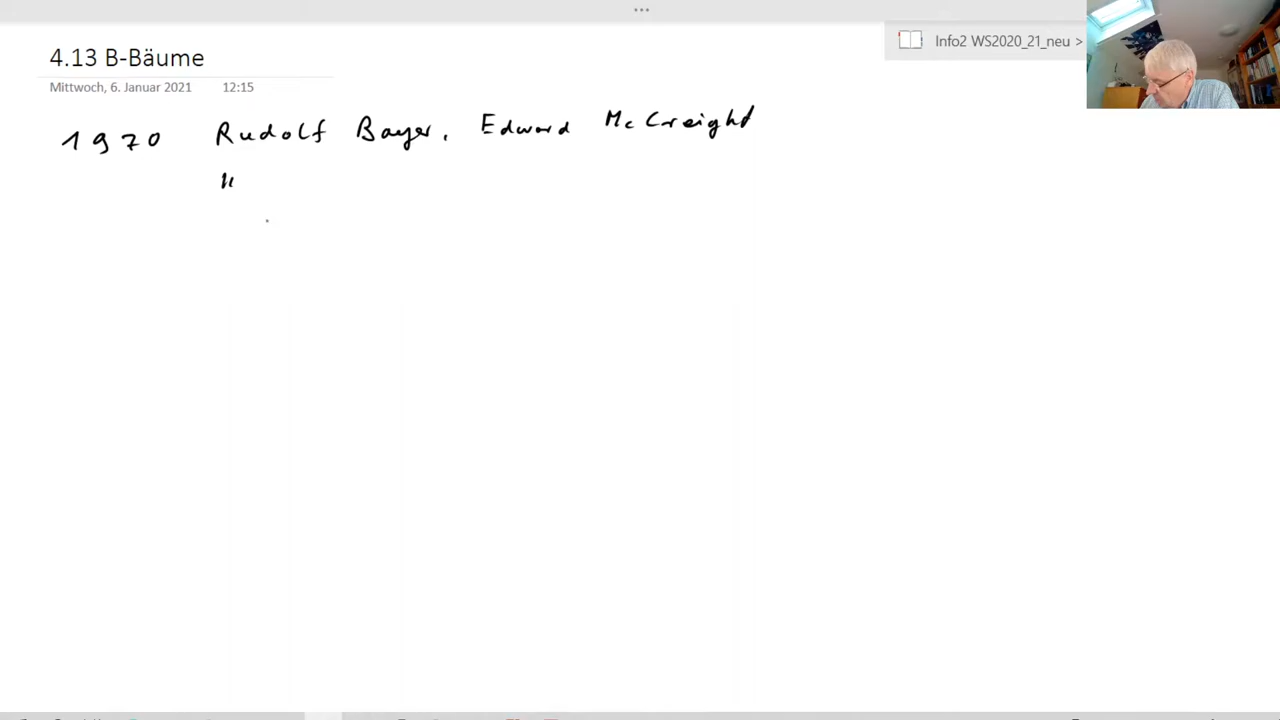 4.13 B-Bäume
Info2 WS2020_21_neu >
Mittwoch, 6. Januar 2021 12:15
1970 Rudolf Bayer, Edward McCreight
"